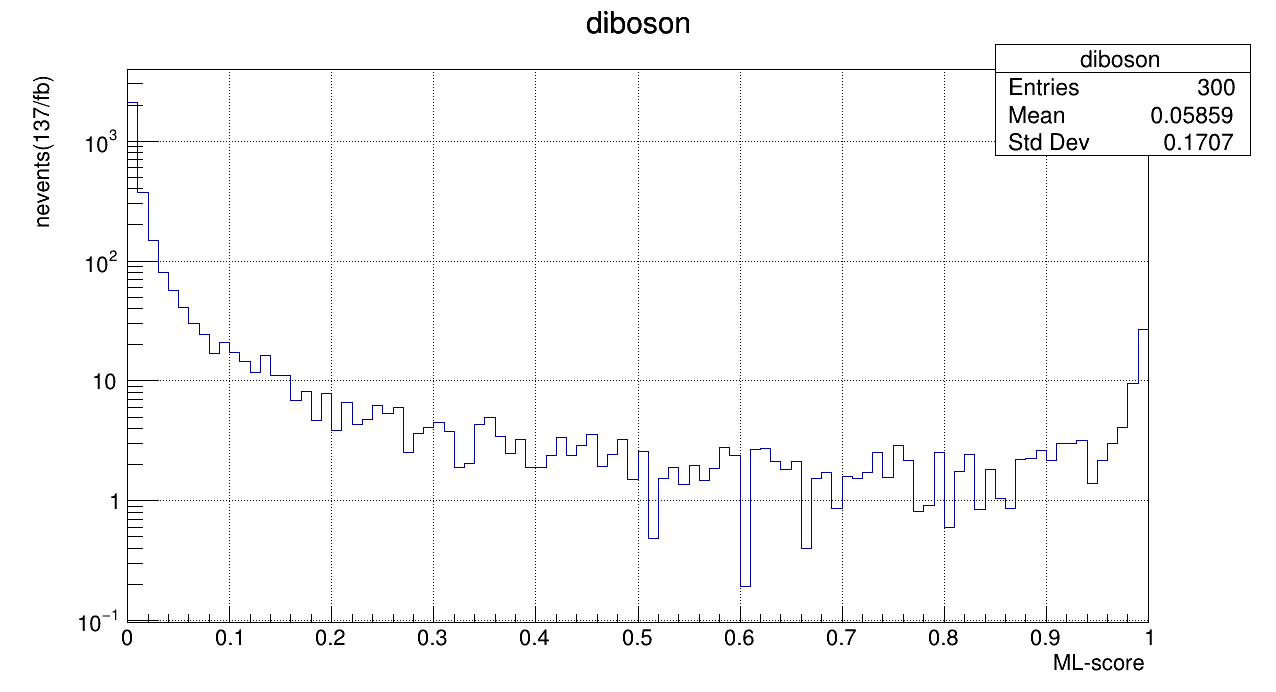 diboson
diboson
Entries 300
Mean 0.05859
Std Dev 0.1707
nevents(137/fb)
10³
10²
10
1
10⁻¹
0 0.1 0.2 0.3 0.4 0.5 0.6 0.7 0.8 0.9 1
ML-score